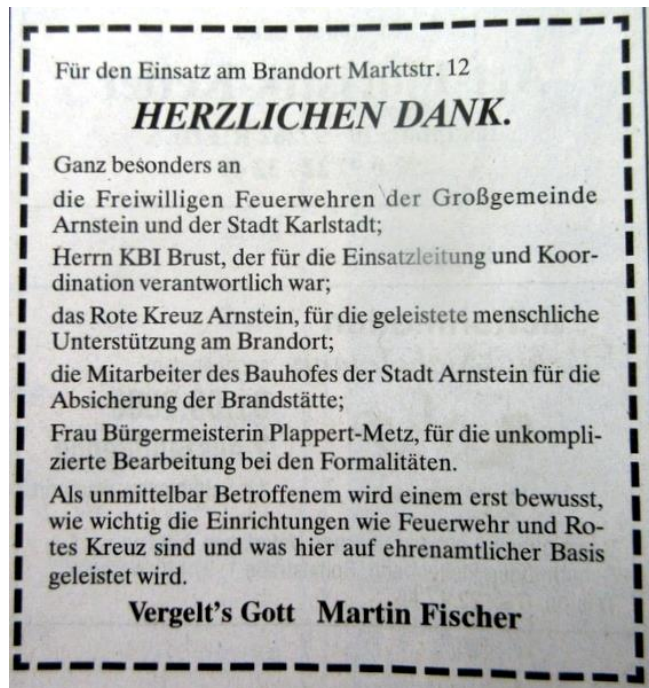 Für den Einsatz am Brandort Marktstr. 12
HERZLICHEN DANK.
Ganz besonders an
die Freiwilligen Feuerwehren der Großgemeinde
Arnstein und der Stadt Karlstadt;
Herrn KBI Brust, der für die Einsatzleitung und Koor-
dination verantwortlich war;
das Rote Kreuz Arnstein, für die geleistete menschliche
Unterstützung am Brandort;
die Mitarbeiter des Bauhofes der Stadt Arnstein für die
Absicherung der Brandstätte;
Frau Bürgermeisterin Plappert-Metz, für die unkompli-
zierte Bearbeitung bei den Formalitäten.
Als unmittelbar Betroffenem wird einem erst bewusst,
wie wichtig die Einrichtungen wie Feuerwehr und Ro-
tes Kreuz sind und was hier auf ehrenamtlicher Basis
geleistet wird.
Vergelt's Gott Martin Fischer